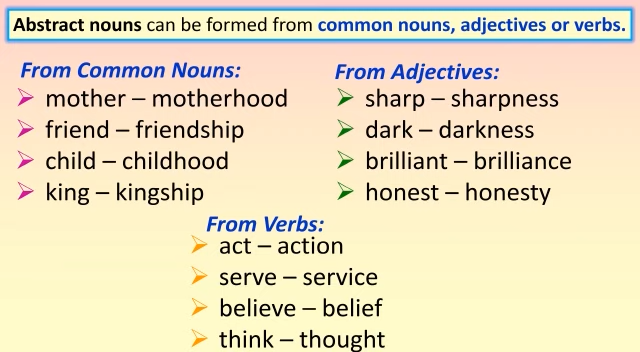 Abstract nouns can be formed from common nouns, adjectives or verbs.
From Common Nouns:
mother – motherhood
friend – friendship
child – childhood
king – kingship
From Adjectives:
sharp – sharpness
dark – darkness
brilliant – brilliance
honest – honesty
From Verbs:
act – action
serve – service
believe – belief
think – thought